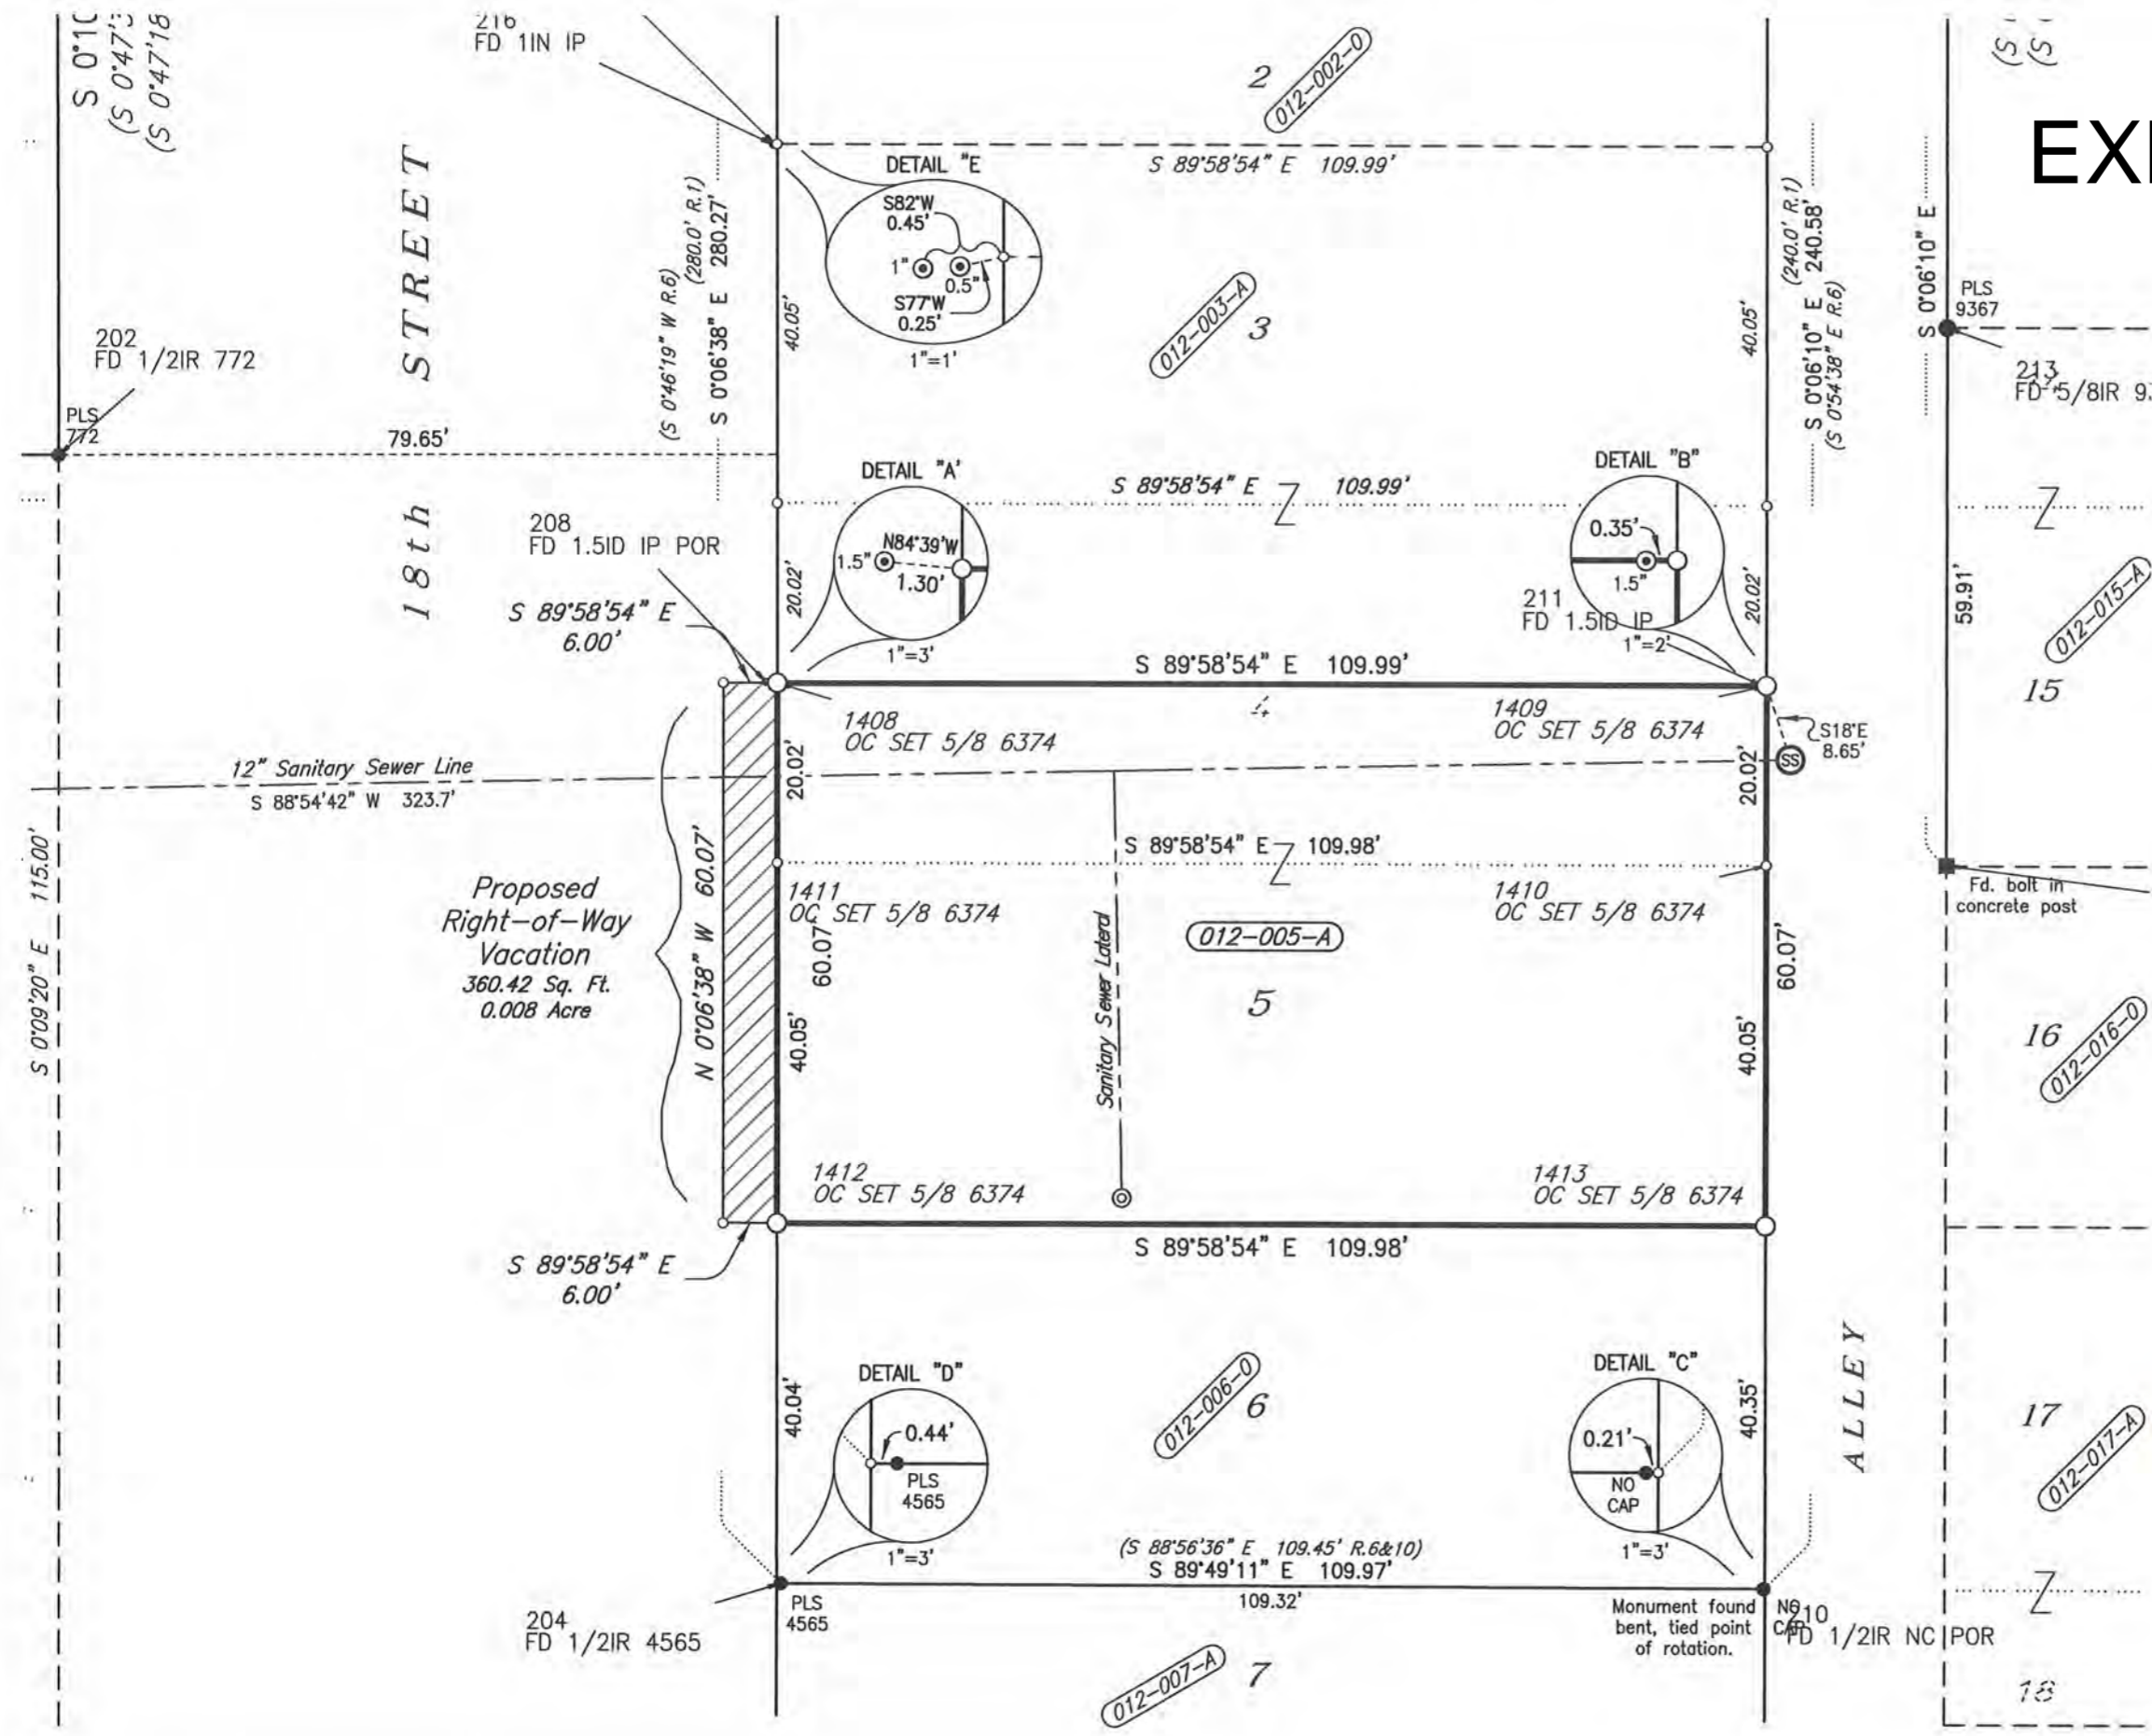 S 0°10
(S 0°47'
(S 0°47'18
216
FD 1IN IP
2
012-002-0
(S
(S
EX
S 89°58'54" E 109.99'
DETAIL "E
S82°W
0.45'
1"
0.5"
S77°W
0.25'
1"=1'
(S 0°46'19" W R.6)
(280.0' R.1)
S 0°06'38" E 280.27'
40.05'
012-003-A
3
40.05'
(240.0' R.1)
S 0°06'10" E 240.58'
(S 0°54'38" E R.6)
S 0°06'10" E
PLS
9367
213
FD 5/8IR 9
18th STREET
202
FD 1/2IR 772
PLS
772
79.65'
DETAIL "A'
N84°39'W
1.5"
1.30'
1"=3'
S 89°58'54" E Z 109.99'
DETAIL "B"
0.35'
1.5"
1"=2'
211
FD 1.5ID IP
Z
208
FD 1.5ID IP POR
20.02'
20.02'
59.91'
012-015-A
15
S 89°58'54" E
6.00'
S 89°58'54" E 109.99'
4
1408
OC SET 5/8 6374
1409
OC SET 5/8 6374
S18°E
8.65'
SS
12" Sanitary Sewer Line
S 88°54'42" W 323.7'
20.02'
20.02'
S 0°09'20" E 115.00'
Proposed
Right-of-Way
Vacation
360.42 Sq. Ft.
0.008 Acre
N 0°06'38" W 60.07'
S 89°58'54" E Z 109.98'
1411
OC SET 5/8 6374
1410
OC SET 5/8 6374
60.07'
60.07'
Fd. bolt in
concrete post
012-005-A
5
Sanitary Sewer Lateral
40.05'
40.05'
16
012-016-0
1412
OC SET 5/8 6374
1413
OC SET 5/8 6374
S 89°58'54" E
6.00'
S 89°58'54" E 109.98'
40.04'
DETAIL "D"
0.44'
PLS
4565
1"=3'
012-006-0
6
DETAIL "C"
0.21'
NO
CAP
1"=3'
40.35'
ALLEY
17
012-017-A
(S 88°56'36" E 109.45' R.6&10)
S 89°49'11" E 109.97'
109.32'
PLS
4565
204
FD 1/2IR 4565
Monument found
bent, tied point
of rotation.
NO
CAP
210
FD 1/2IR NC POR
Z
012-007-A
7
18